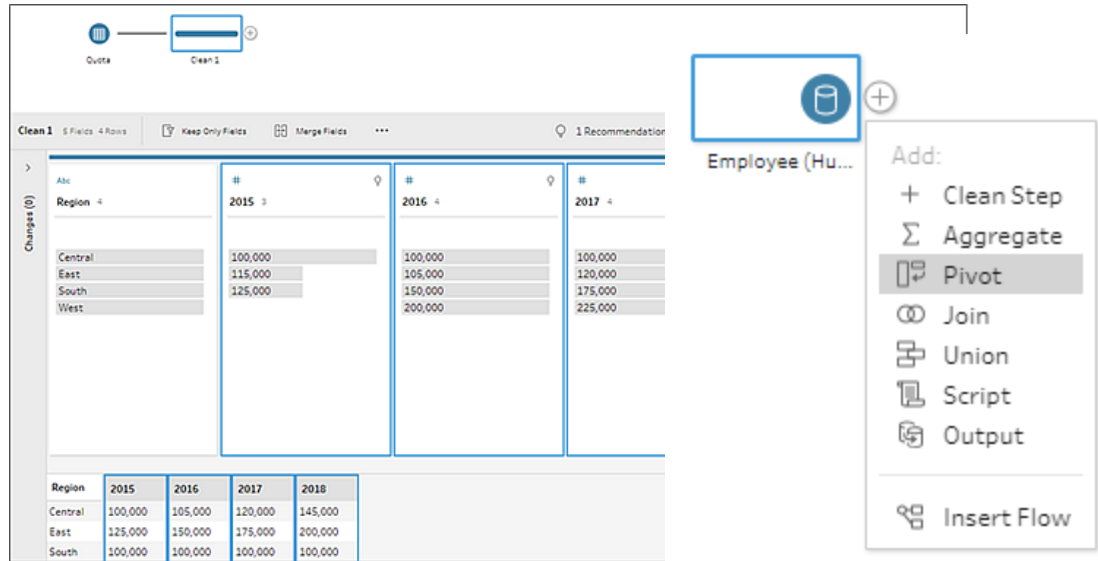 Quota
Clean 1
Clean 1 5 Fields 4 Rows Keep Only Fields Merge Fields ... 1 Recommendation
Changes (0)
Abc
Region 4
Central
East
South
West
#
2015 3
100,000
115,000
125,000
#
2016 4
100,000
105,000
150,000
200,000
#
2017 4
100,000
120,000
175,000
225,000
Region 2015 2016 2017 2018
Central 100,000 105,000 120,000 145,000
East 125,000 150,000 175,000 200,000
South 100,000 100,000 100,000 100,000
Employee (Hu...
Add:
Clean Step
Aggregate
Pivot
Join
Union
Script
Output
Insert Flow